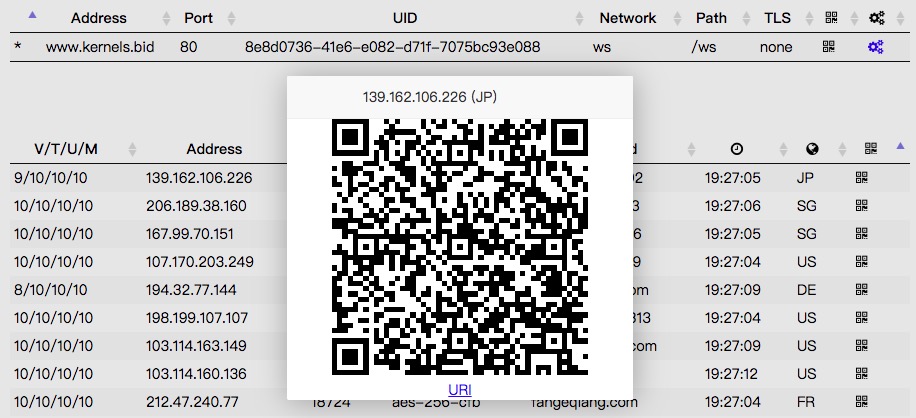 Address Port UID Network Path TLS
* www.kernels.bid 80 8e8d0736-41e6-e082-d71f-7075bc93e088 ws /ws none
139.162.106.226 (JP)
V/T/U/M Address
9/10/10/10 139.162.106.226 19:27:05 JP
10/10/10/10 206.189.38.160 19:27:06 SG
10/10/10/10 167.99.70.151 19:27:05 SG
10/10/10/10 107.170.203.249 19:27:04 US
8/10/10/10 194.32.77.144 19:27:09 DE
10/10/10/10 198.199.107.107 19:27:04 US
10/10/10/10 103.114.163.149 19:27:09 US
10/10/10/10 103.114.160.136 19:27:12 US
URI
10/10/10/10 212.47.240.77 18724 aes-256-cfb fangeqiang.com 19:27:04 FR